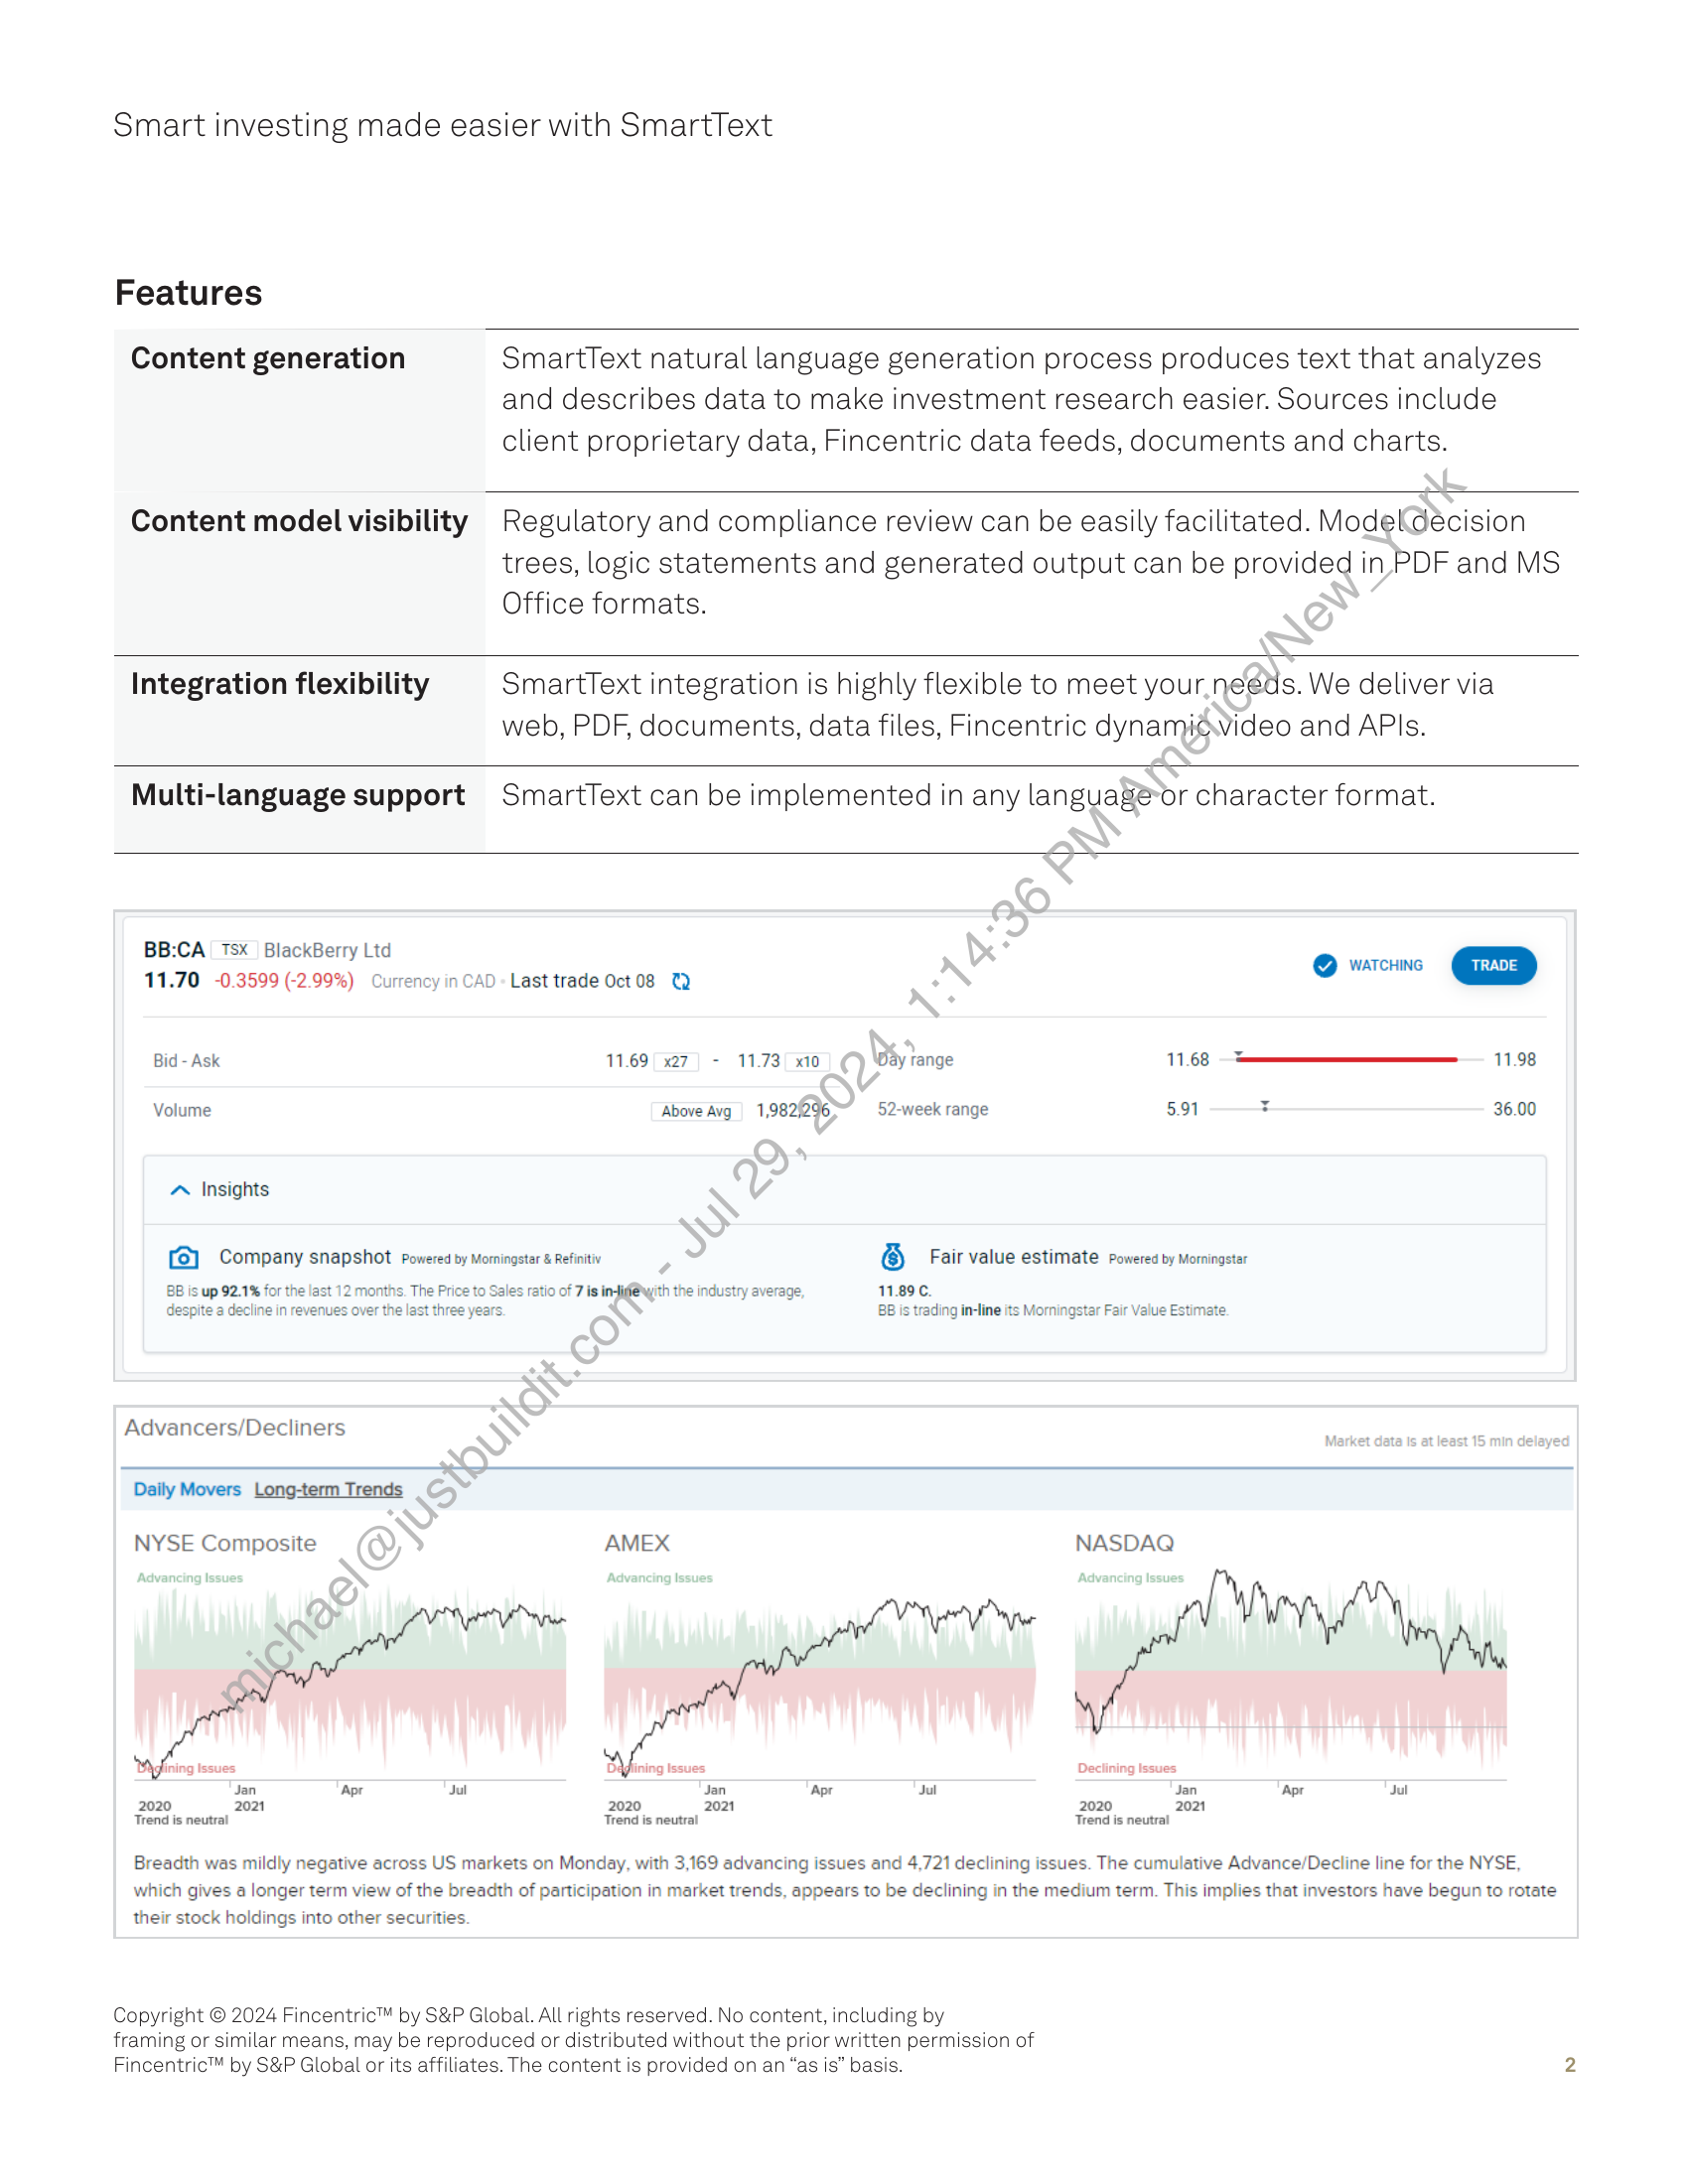 Smart investing made easier with SmartText
Features
Content generation
SmartText natural language generation process produces text that analyzes
and describes data to make investment research easier. Sources include
client proprietary data, Fincentric data feeds, documents and charts.
Content model visibility
Regulatory and compliance review can be easily facilitated. Model decision
trees, logic statements and generated output can be provided in PDF and MS
Office formats.
Integration flexibility
SmartText integration is highly flexible to meet your needs. We deliver via
web, PDF, documents, data files, Fincentric dynamic video and APIs.
Multi-language support
SmartText can be implemented in any language or character format.
BB:CA TSX BlackBerry Ltd
11.70 -0.3599 (-2.99%) Currency in CAD • Last trade Oct 08
WATCHING TRADE
Bid - Ask 11.69 x27 - 11.73 x10
Day range 11.68 11.98
Volume Above Avg 1,982,296
52-week range 5.91 36.00
Insights
Company snapshot Powered by Morningstar & Refinitiv
BB is up 92.1% for the last 12 months. The Price to Sales ratio of 7 is in-line with the industry average,
despite a decline in revenues over the last three years.
Fair value estimate Powered by Morningstar
11.89 C.
BB is trading in-line its Morningstar Fair Value Estimate.
Advancers/Decliners
Market data is at least 15 min delayed
Daily Movers Long-term Trends
NYSE Composite
Advancing Issues
Declining Issues
Jan Apr Jul
2020 2021
Trend is neutral
AMEX
Advancing Issues
Declining Issues
Jan Apr Jul
2020 2021
Trend is neutral
NASDAQ
Advancing Issues
Declining Issues
Jan Apr Jul
2020 2021
Trend is neutral
Breadth was mildly negative across US markets on Monday, with 3,169 advancing issues and 4,721 declining issues. The cumulative Advance/Decline line for the NYSE,
which gives a longer term view of the breadth of participation in market trends, appears to be declining in the medium term. This implies that investors have begun to rotate
their stock holdings into other securities.
Copyright © 2024 Fincentric™ by S&P Global. All rights reserved. No content, including by
framing or similar means, may be reproduced or distributed without the prior written permission of
Fincentric™ by S&P Global or its affiliates. The content is provided on an “as is” basis.
2
michael@justbuildit.com - Jul 29, 2024, 1:14:36 PM America/New_York